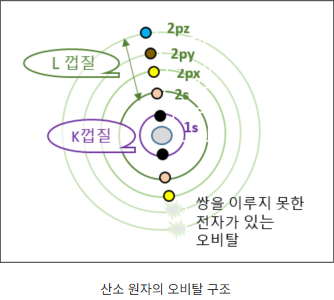 2pz
2py
2px
L 껍질
2s
1s
K껍질
쌍을 이루지 못한
전자가 있는
오비탈
산소 원자의 오비탈 구조